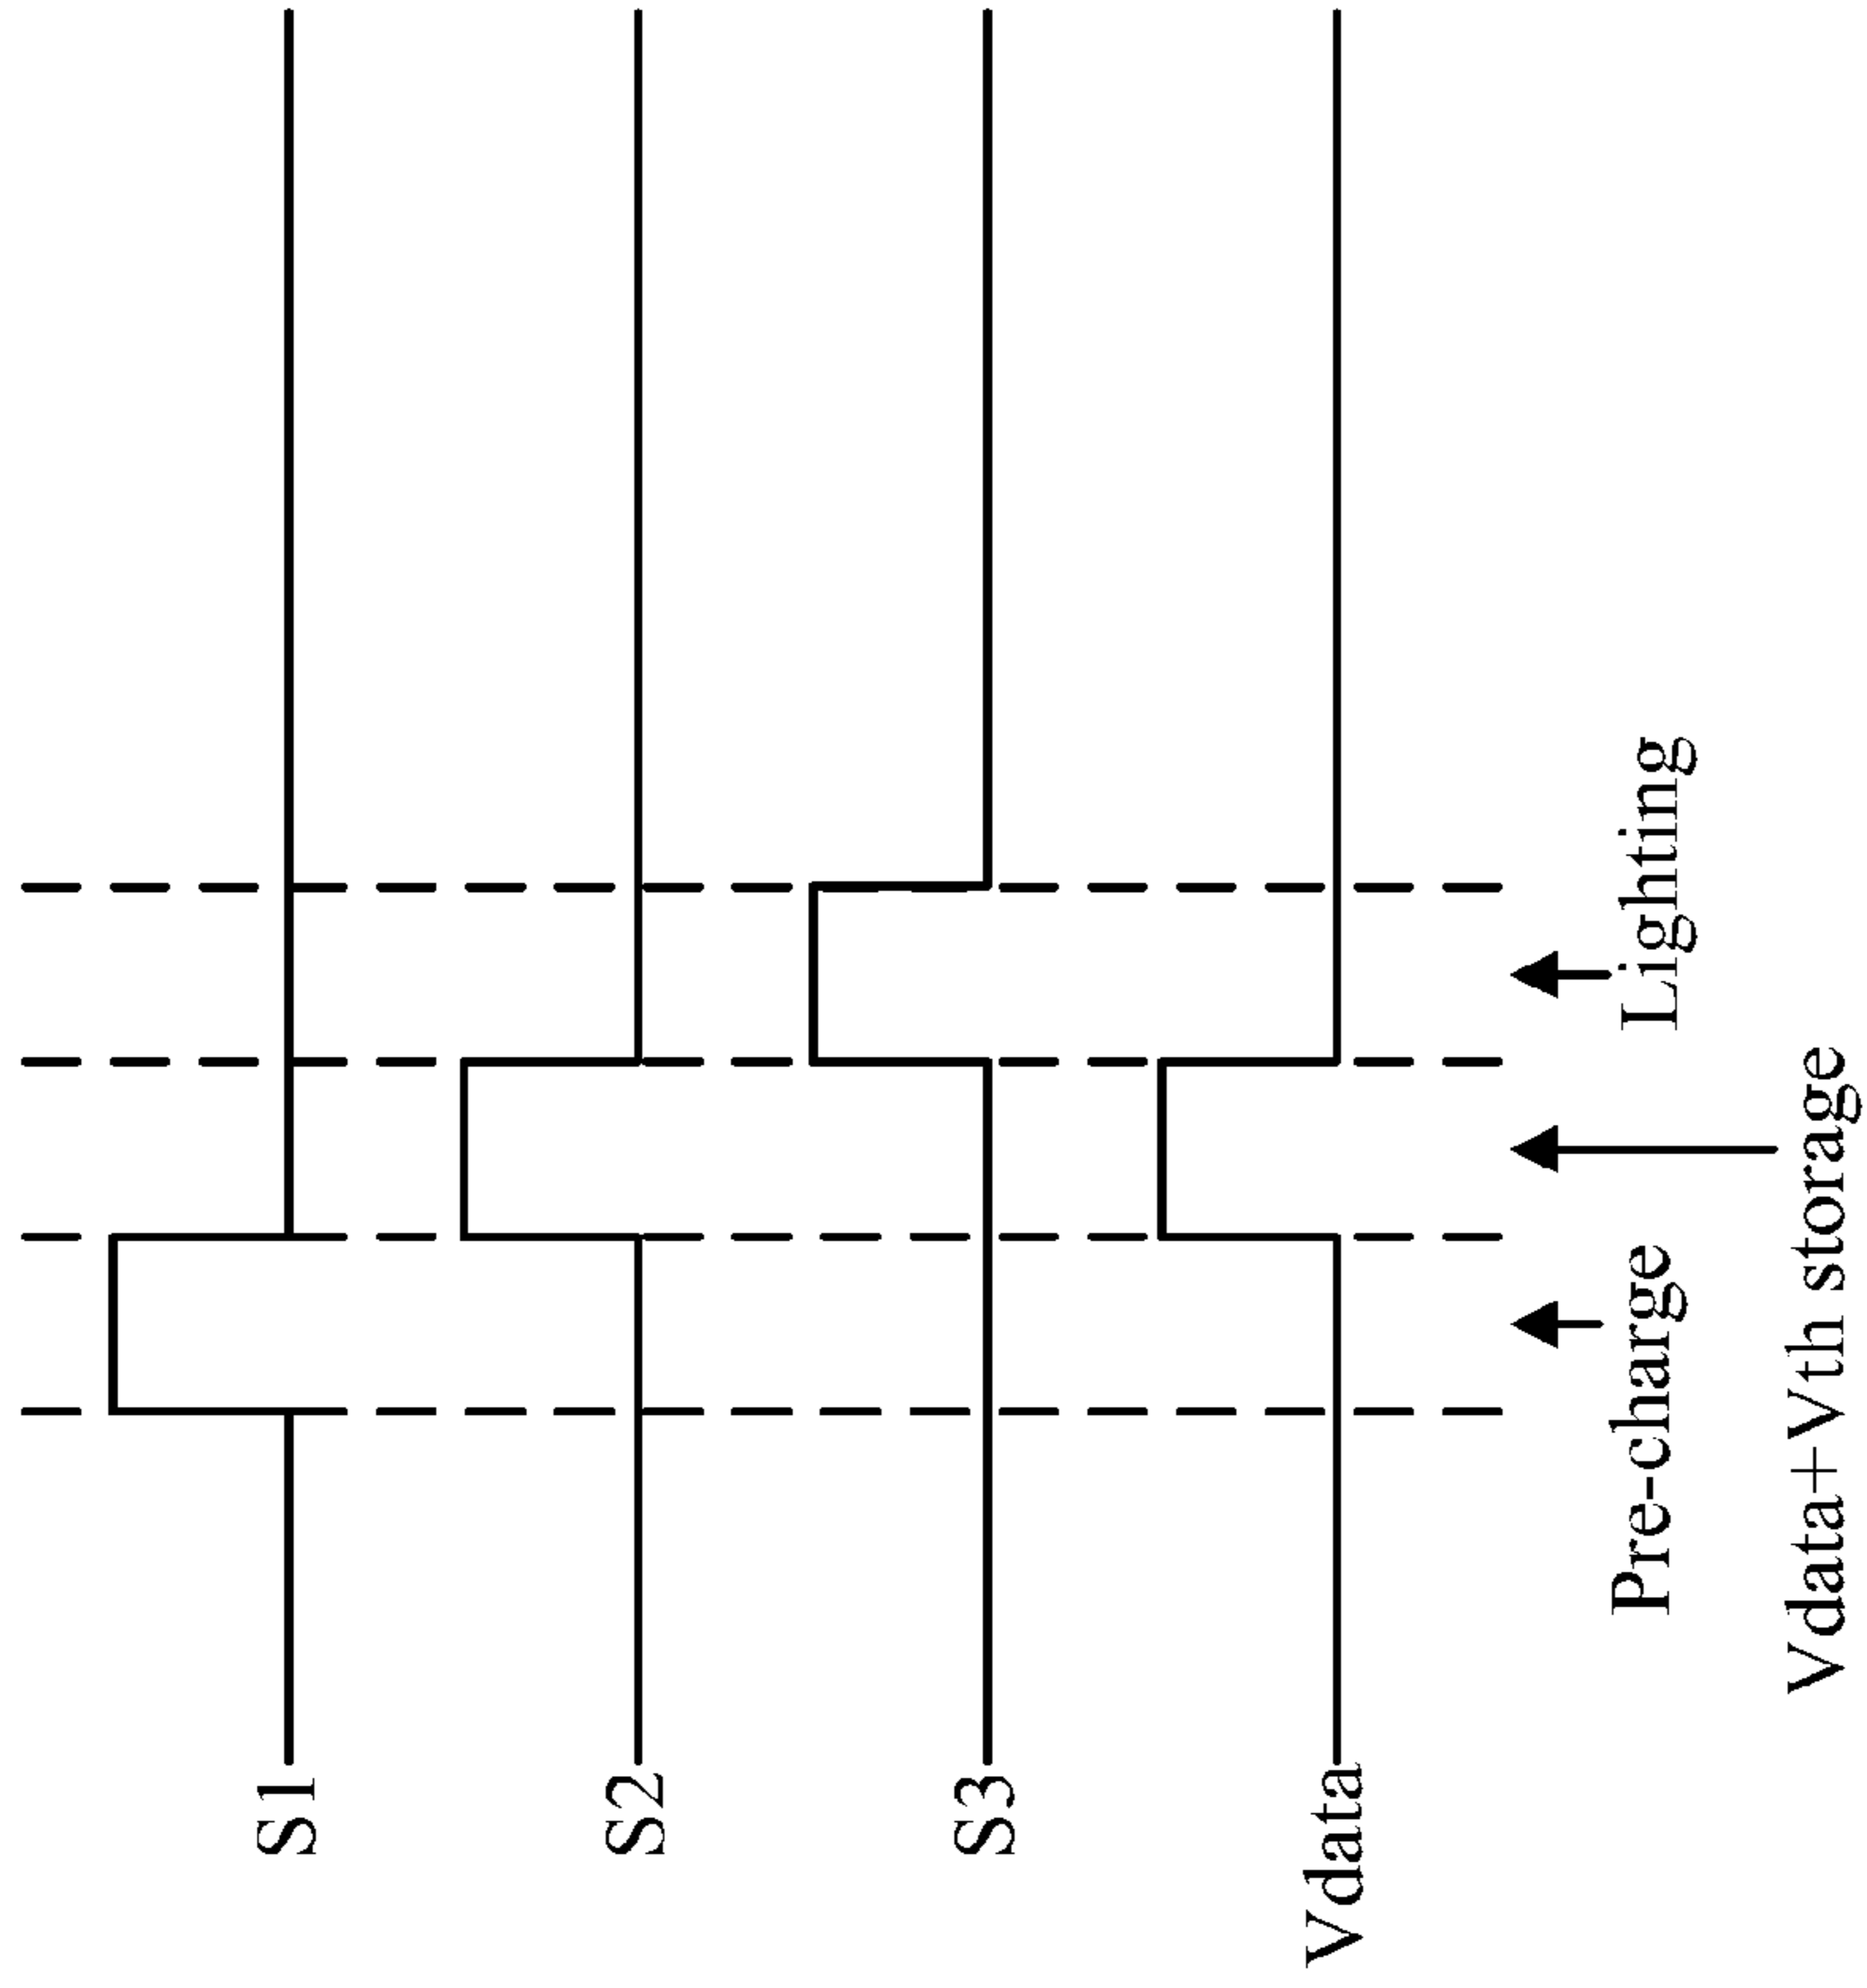 S1
S2
S3
Vdata
Pre-charge
Lighting
Vdata+Vth storage